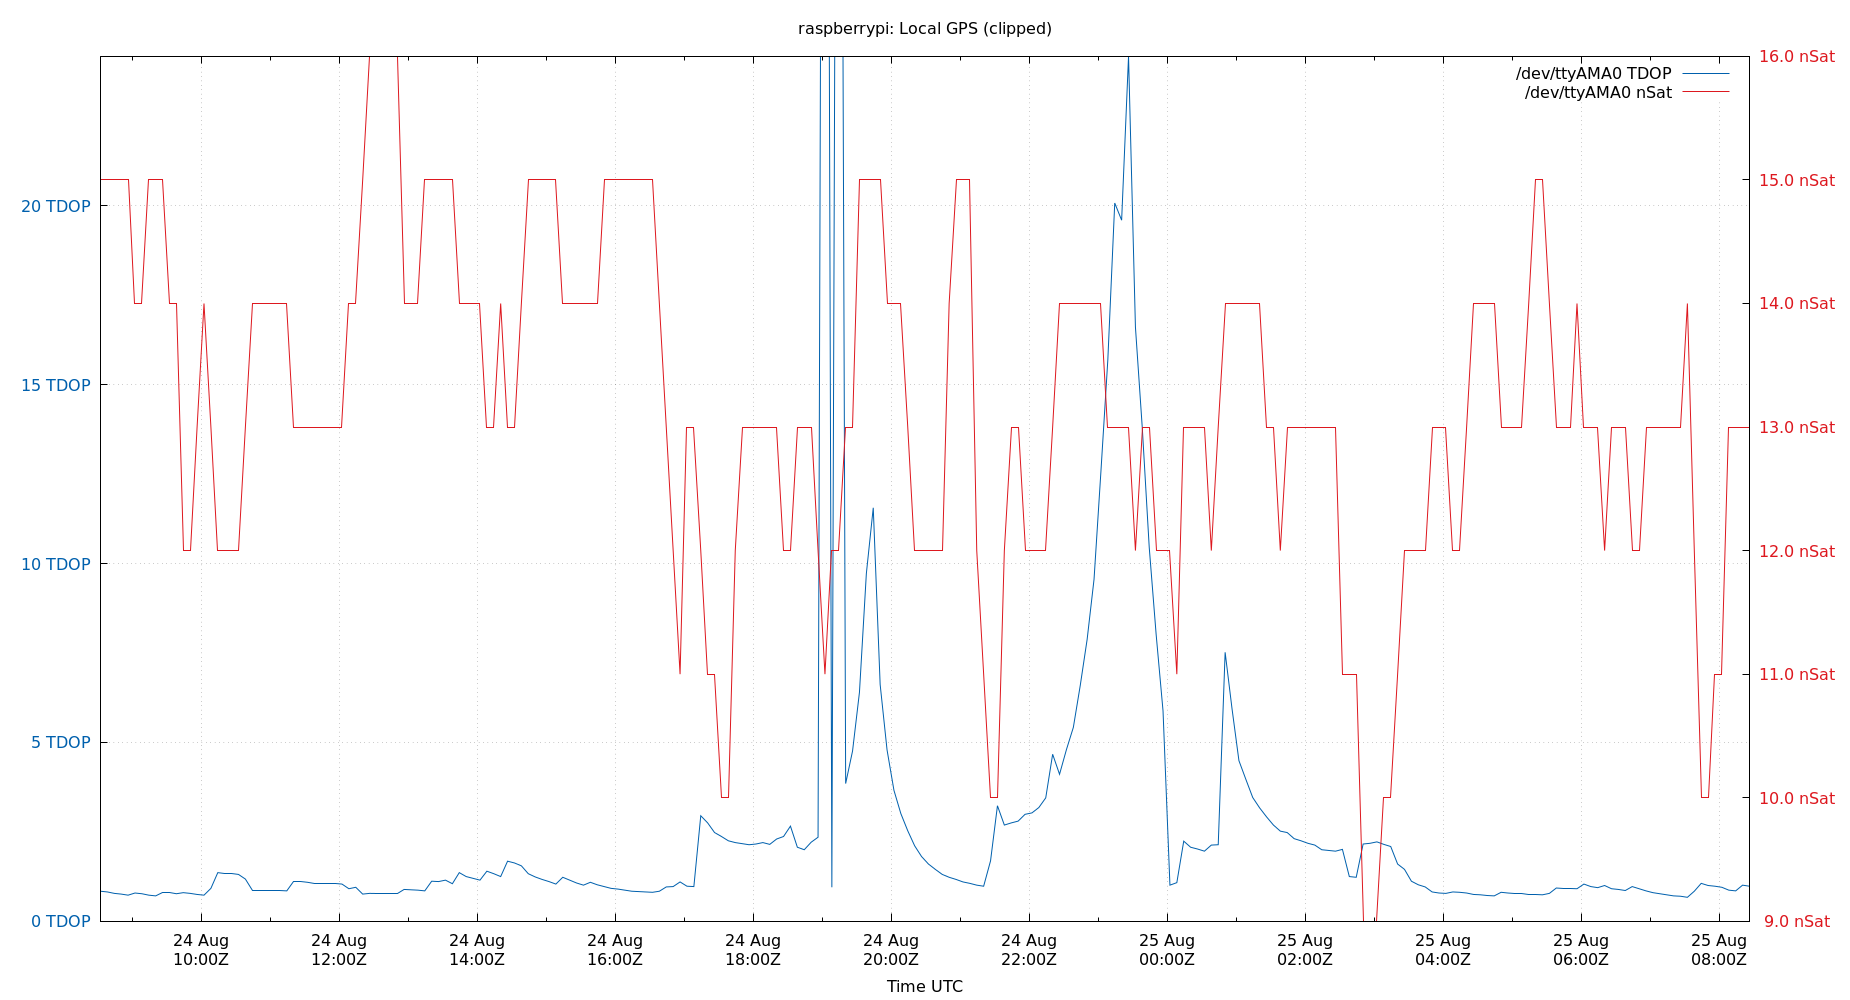 raspberrypi: Local GPS (clipped)
/dev/ttyAMA0 TDOP
/dev/ttyAMA0 nSat
20 TDOP
15 TDOP
10 TDOP
5 TDOP
0 TDOP
16.0 nSat
15.0 nSat
14.0 nSat
13.0 nSat
12.0 nSat
11.0 nSat
10.0 nSat
9.0 nSat
24 Aug 24 Aug 24 Aug 24 Aug 24 Aug 24 Aug 24 Aug 25 Aug 25 Aug 25 Aug 25 Aug 25 Aug
10:00Z 12:00Z 14:00Z 16:00Z 18:00Z 20:00Z 22:00Z 00:00Z 02:00Z 04:00Z 06:00Z 08:00Z
Time UTC